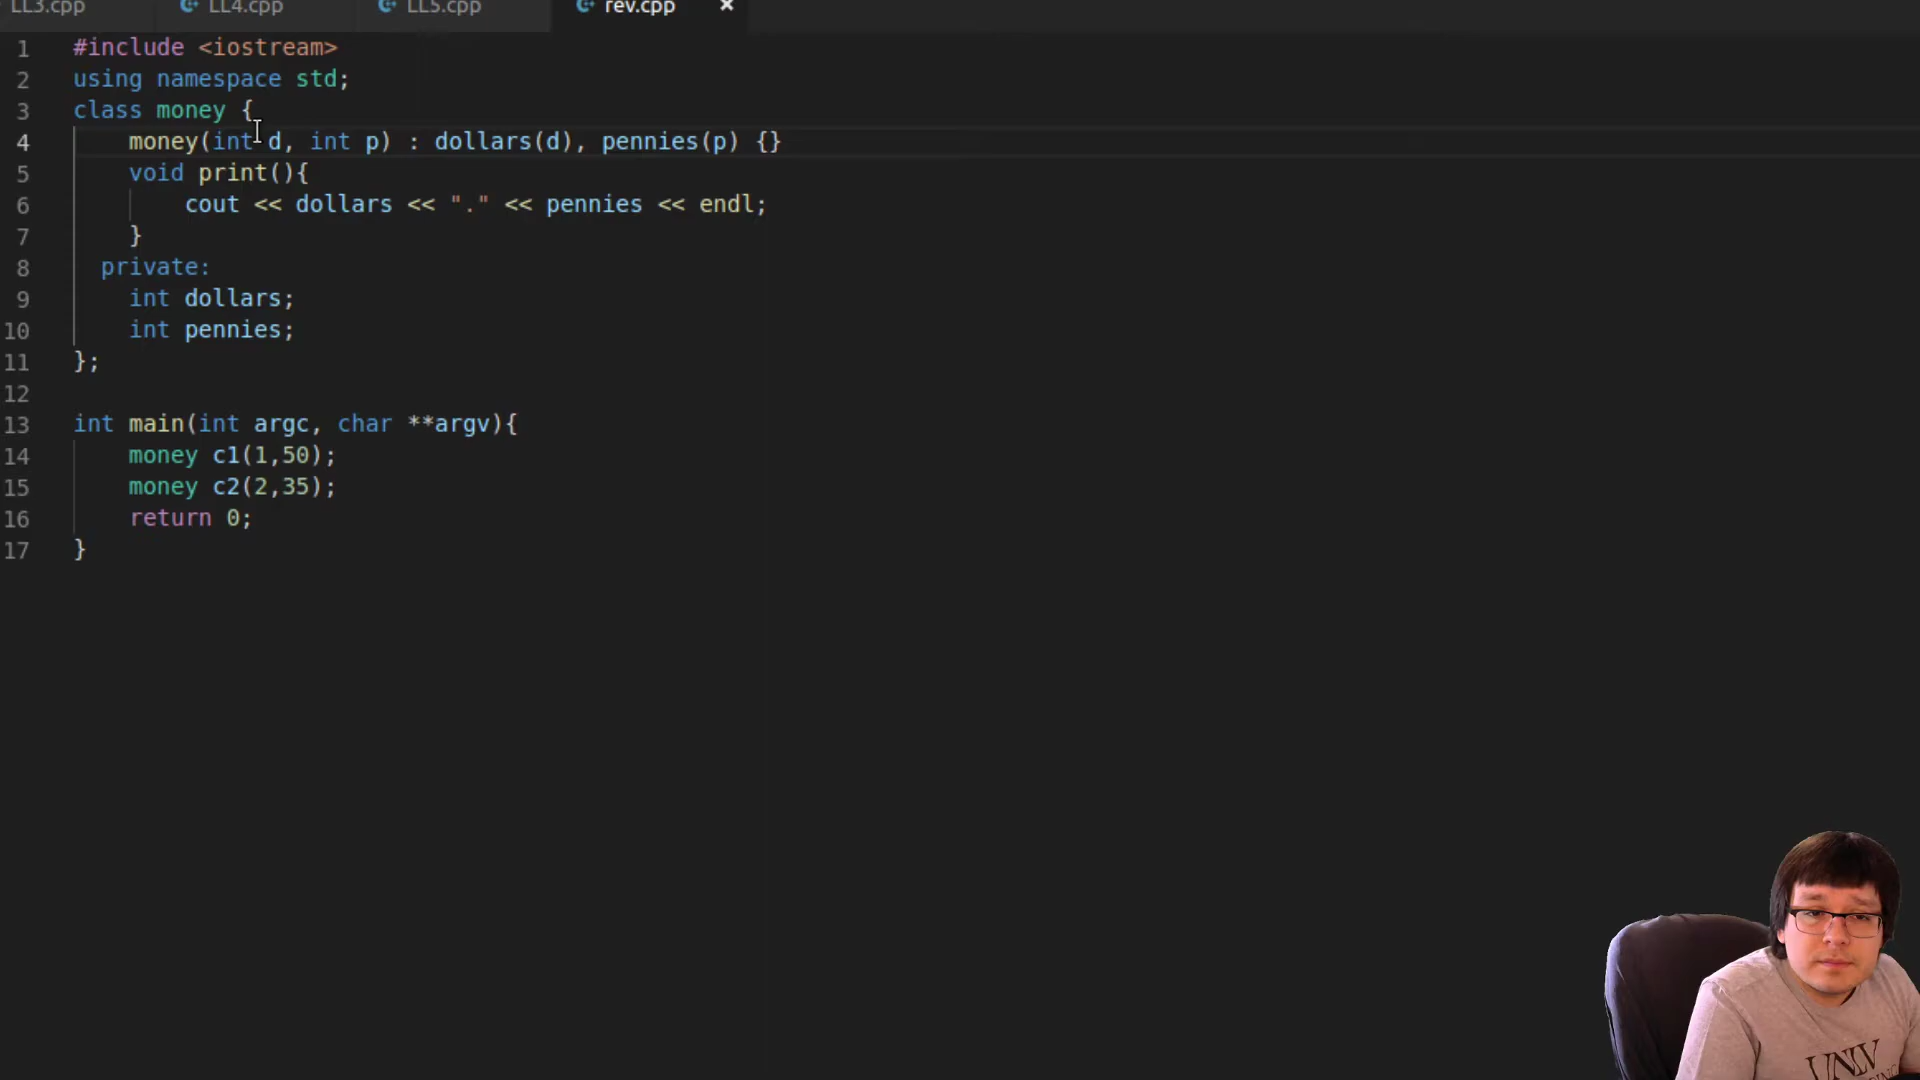 LL3.cpp LL4.cpp LL5.cpp rev.cpp ×
1 #include <iostream>
2 using namespace std;
3 class money {
4 money(int d, int p) : dollars(d), pennies(p) {}
5 void print(){
6 cout << dollars << "." << pennies << endl;
7 }
8 private:
9 int dollars;
10 int pennies;
11 };
12
13 int main(int argc, char **argv){
14 money c1(1,50);
15 money c2(2,35);
16 return 0;
17 }
UNLV